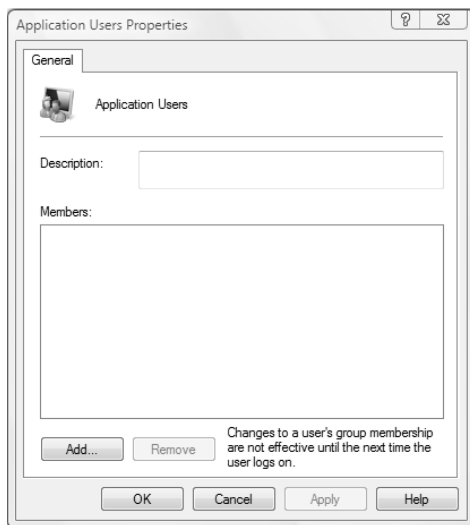 Application Users Properties
General
Application Users
Description:
Members:
Add...
Remove
Changes to a user's group membership
are not effective until the next time the
user logs on.
OK
Cancel
Apply
Help